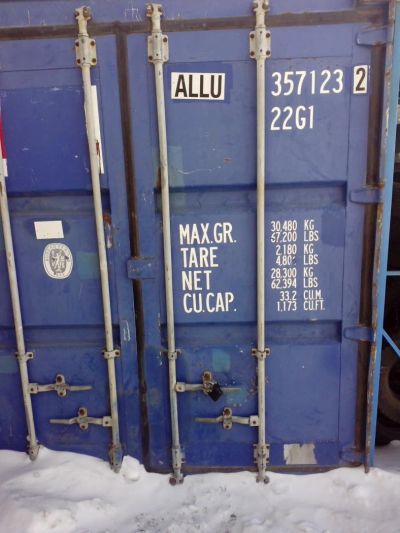 ALLU 357123 2
22G1
MAX.GR. 30.480 KG
67.200 LBS
TARE 2.180 KG
4.80 LBS
NET 28.300 KG
62.394 LBS
CU.CAP. 33,2 CU.M.
1.173 CU.FT.